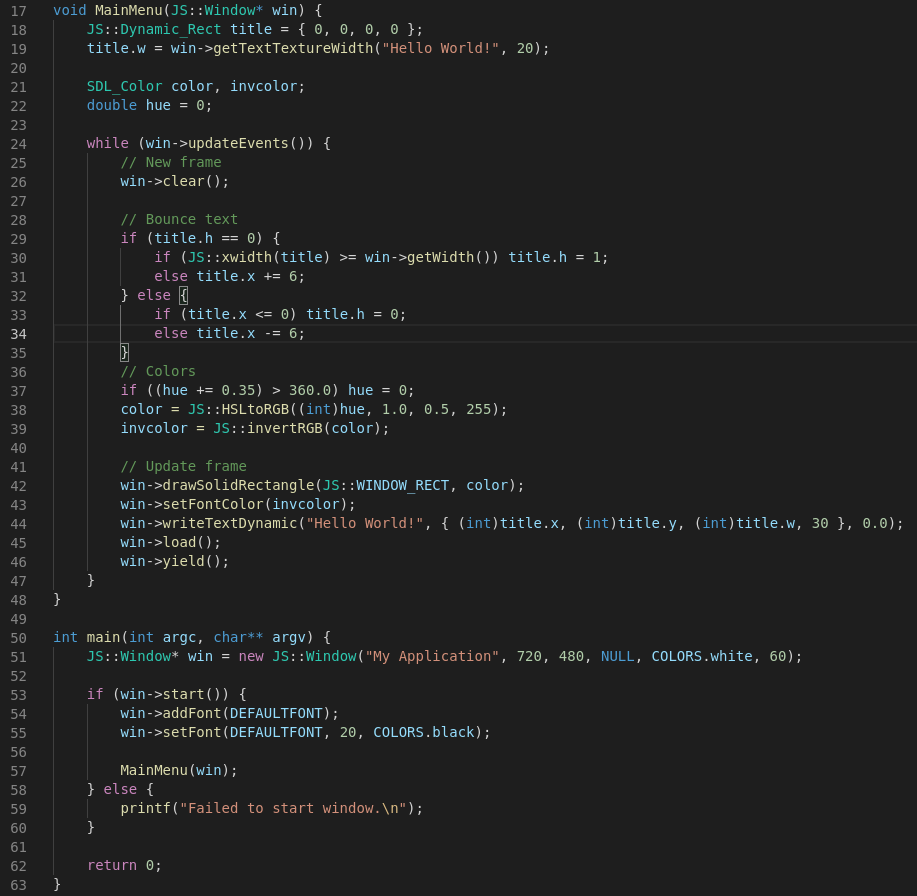 17 void MainMenu(JS::Window* win) {
18     JS::Dynamic_Rect title = { 0, 0, 0, 0 };
19     title.w = win->getTextTextureWidth("Hello World!", 20);
20
21     SDL_Color color, invcolor;
22     double hue = 0;
23
24     while (win->updateEvents()) {
25         // New frame
26         win->clear();
27
28         // Bounce text
29         if (title.h == 0) {
30             if (JS::xwidth(title) >= win->getWidth()) title.h = 1;
31             else title.x += 6;
32         } else {
33             if (title.x <= 0) title.h = 0;
34             else title.x -= 6;
35         }
36         // Colors
37         if ((hue += 0.35) > 360.0) hue = 0;
38         color = JS::HSLtoRGB((int)hue, 1.0, 0.5, 255);
39         invcolor = JS::invertRGB(color);
40
41         // Update frame
42         win->drawSolidRectangle(JS::WINDOW_RECT, color);
43         win->setFontColor(invcolor);
44         win->writeTextDynamic("Hello World!", { (int)title.x, (int)title.y, (int)title.w, 30 }, 0.0);
45         win->load();
46         win->yield();
47     }
48 }
49
50 int main(int argc, char** argv) {
51     JS::Window* win = new JS::Window("My Application", 720, 480, NULL, COLORS.white, 60);
52
53     if (win->start()) {
54         win->addFont(DEFAULTFONT);
55         win->setFont(DEFAULTFONT, 20, COLORS.black);
56
57         MainMenu(win);
58     } else {
59         printf("Failed to start window.\n");
60     }
61
62     return 0;
63 }